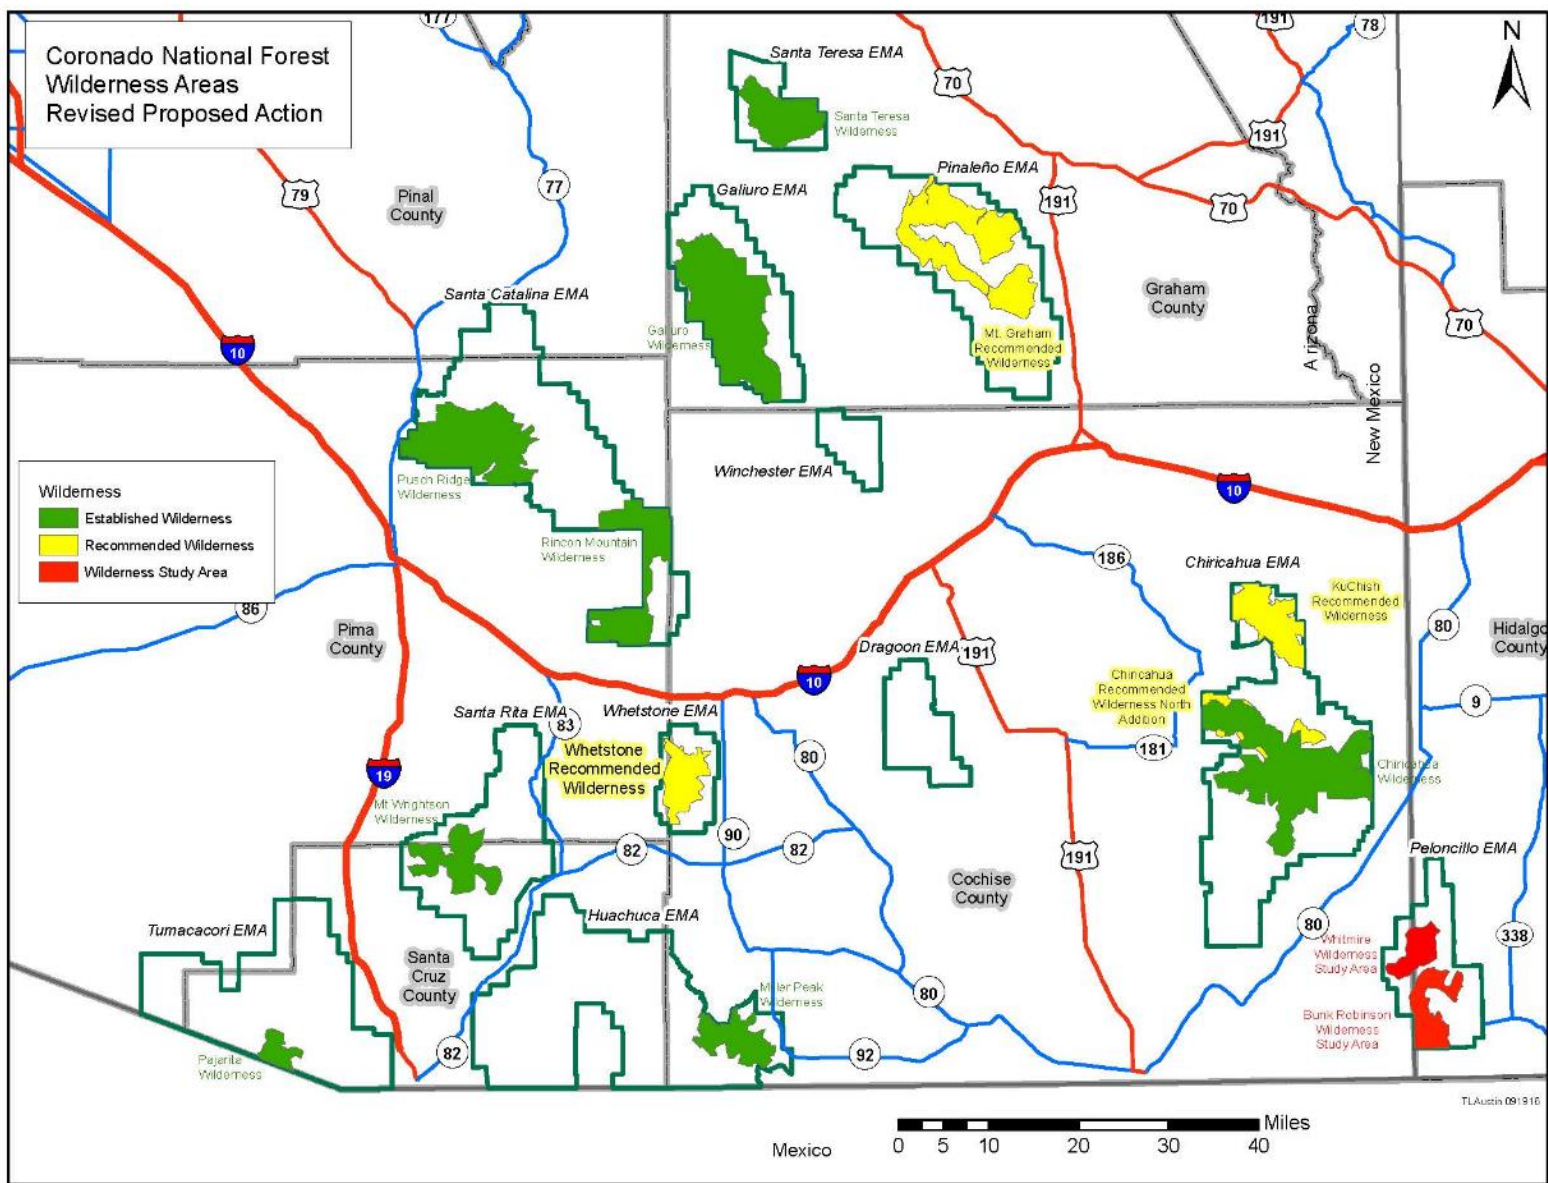 Coronado National Forest
Wilderness Areas
Revised Proposed Action
177
191
78
N
Santa Teresa EMA
70
Santa Teresa
Wilderness
191
79
77
Pinal
County
Galiuro EMA
Pinaleño EMA
191
70
Santa Catalina EMA
Graham
County
70
10
Galiuro
Wilderness
Mt. Graham
Recommended
Wilderness
Arizona
New Mexico
Winchester EMA
10
Pusch Ridge
Wilderness
Wilderness
Established Wilderness
Recommended Wilderness
Wilderness Study Area
Rincon Mountain
Wilderness
186
Chiricahua EMA
KuChish
Recommended
Wilderness
86
Pima
County
80
Hidalgo
County
Dragoon EMA
191
10
Chiricahua
Recommended
Wilderness North
Addition
9
Santa Rita EMA
83
Whetstone EMA
Whetstone
Recommended
Wilderness
80
181
19
Chiricahua
Wilderness
Mt Wrightson
Wilderness
82
90
82
191
Peloncillo EMA
Cochise
County
Huachuca EMA
Tumacacori EMA
80
338
Whitmire
Wilderness
Study Area
Santa
Cruz
County
Miller Peak
Wilderness
80
Bunk Robinson
Wilderness
Study Area
Pajarita
Wilderness
82
92
TLAustin 091916
Miles
0 5 10 20 30 40
Mexico